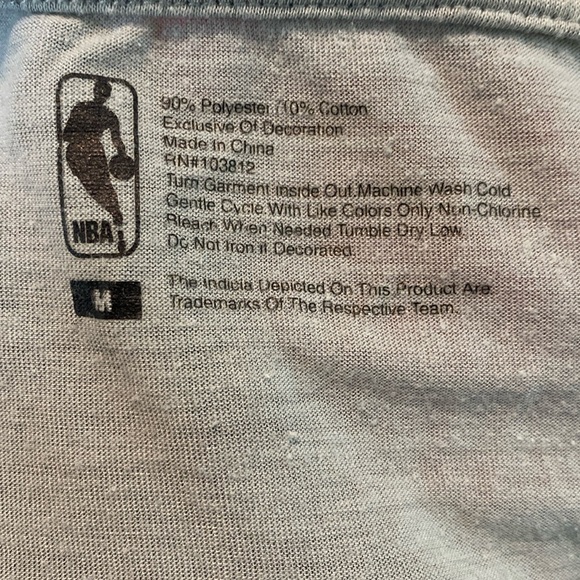 90% Polyester /10% Cotton
Exclusive Of Decoration
Made In China
RN#103812
Turn Garment Inside Out.Machine Wash Cold
Gentle Cycle.With Like Colors Only.Non-Chlorine
Bleach When Needed.Tumble Dry Low.
Do Not Iron If Decorated.
NBA
M
The Indicia Depicted On This Product Are
Trademarks Of The Respective Team.